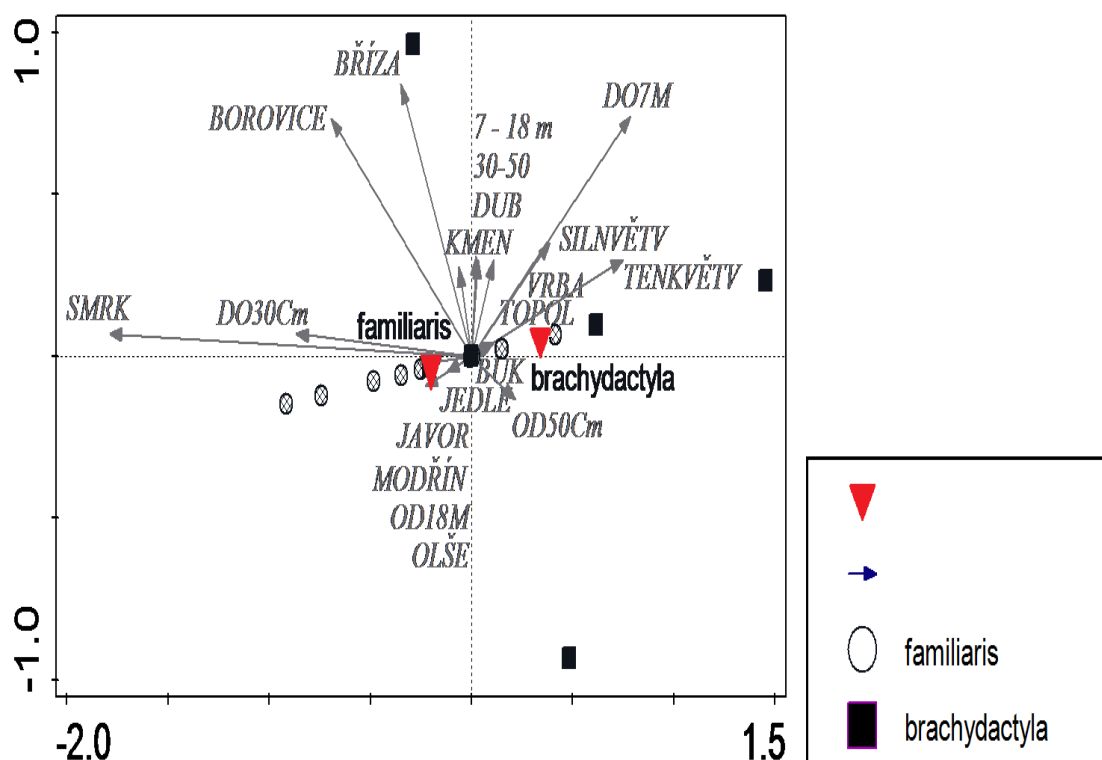 1.0
BŘÍZA
DO7M
BOROVICE
7 - 18 m
30-50
DUB
KMEN
SILNVĚTV
VRBA
TENKVĚTV
SMRK
DO30Cm
TOPOL
familiaris
BUK
brachydactyla
JEDLE
OD50Cm
JAVOR
MODŘÍN
OD18M
OLŠE
-1.0
-2.0
1.5
familiaris
brachydactyla